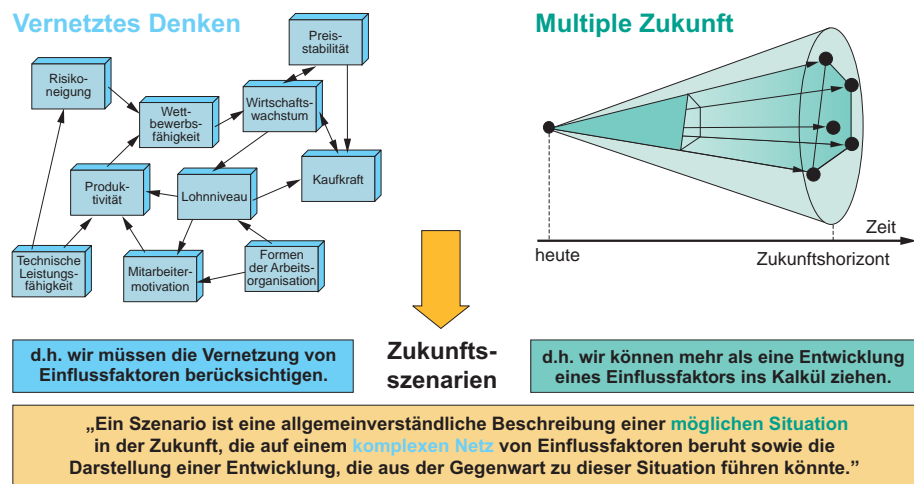 Vernetztes Denken
Preis-
stabilität
Risiko-
neigung
Wett-
bewerbs-
fähigkeit
Wirtschafts-
wachstum
Produk-
tivität
Lohnniveau
Kaufkraft
Technische
Leistungs-
fähigkeit
Mitarbeiter-
motivation
Formen
der Arbeits-
organisation
Multiple Zukunft
Zeit
heute
Zukunftshorizont
d.h. wir müssen die Vernetzung von
Einflussfaktoren berücksichtigen.
Zukunfts-
szenarien
d.h. wir können mehr als eine Entwicklung
eines Einflussfaktors ins Kalkül ziehen.
„Ein Szenario ist eine allgemeinverständliche Beschreibung einer möglichen Situation
in der Zukunft, die auf einem komplexen Netz von Einflussfaktoren beruht sowie die
Darstellung einer Entwicklung, die aus der Gegenwart zu dieser Situation führen könnte.”